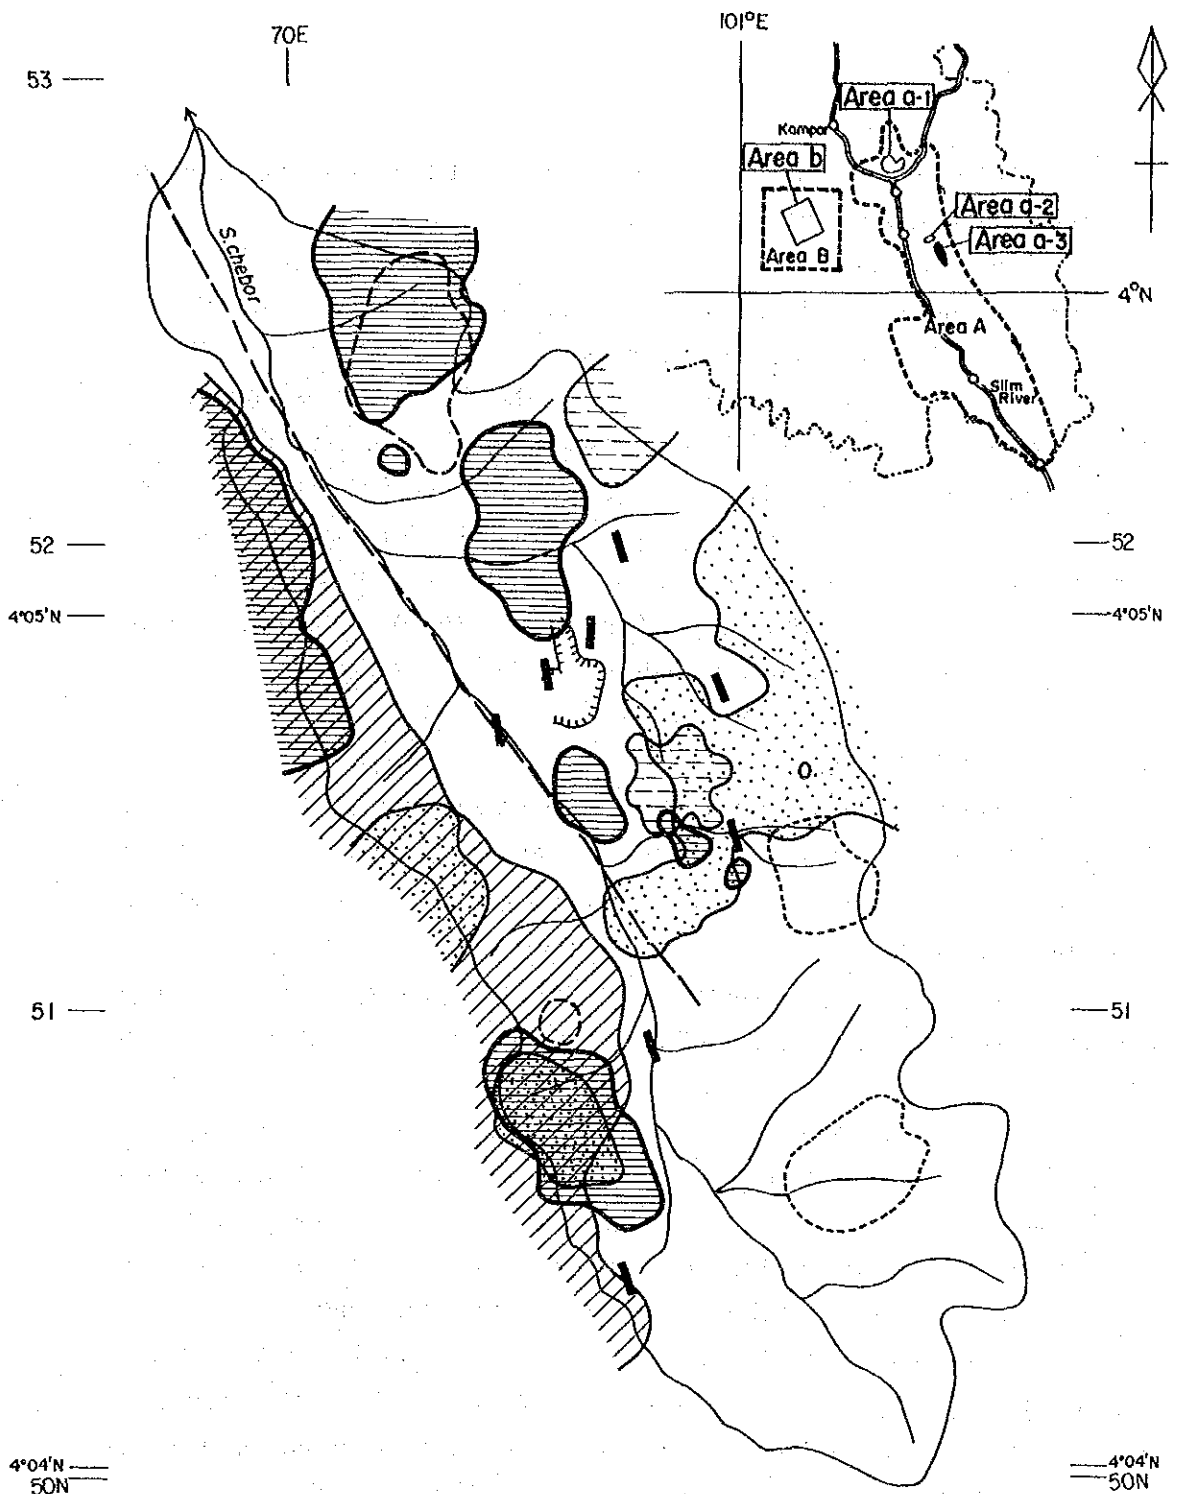 70E
101°E
53
Area a-1
Kampar
Area b
Area a-2
Area a-3
Area B
4°N
Area A
Slim
River
S.chebor
52
52
4°05'N
4°05'N
51
51
4°04'N
4°04'N
50N
50N